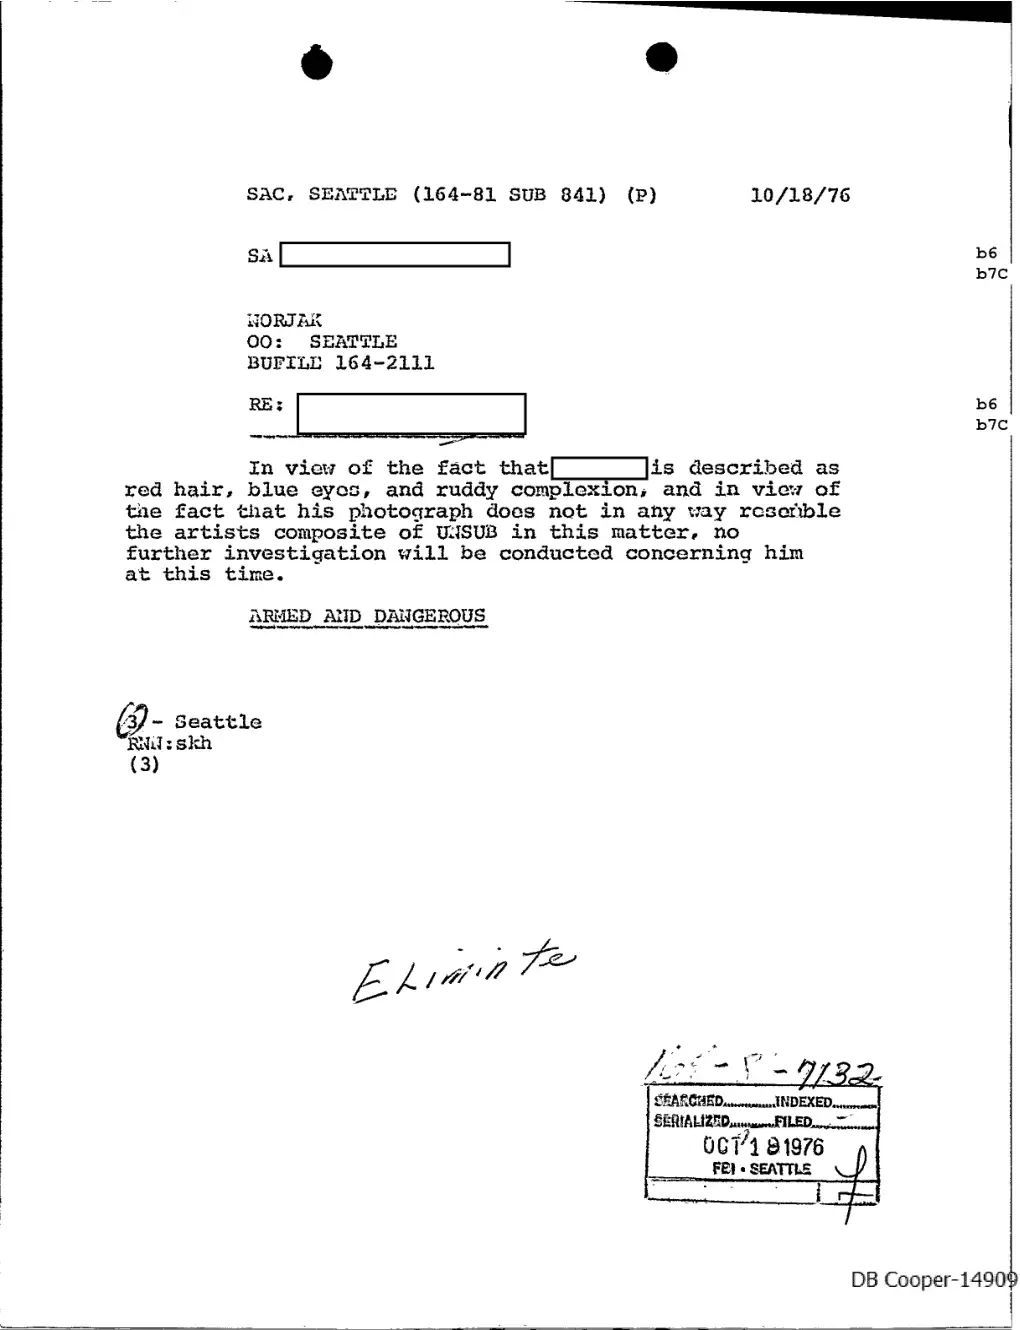 SAC, SEATTLE (164-81 SUB 841) (P) 10/18/76
SA
b6
b7C
NORJAK
OO: SEATTLE
BUFILE 164-2111
RE:
b6
b7C
In view of the fact that is described as
red hair, blue eyes, and ruddy complexion, and in view of
the fact that his photograph does not in any way resemble
the artists composite of UNSUB in this matter, no
further investigation will be conducted concerning him
at this time.
ARMED AND DANGEROUS
3 - Seattle
:skh
(3)
ELiminte
-7132
SEARCHED INDEXED
SERIALIZED FILED
OCT 1 8 1976
FBI • SEATTLE
DB Cooper-14909